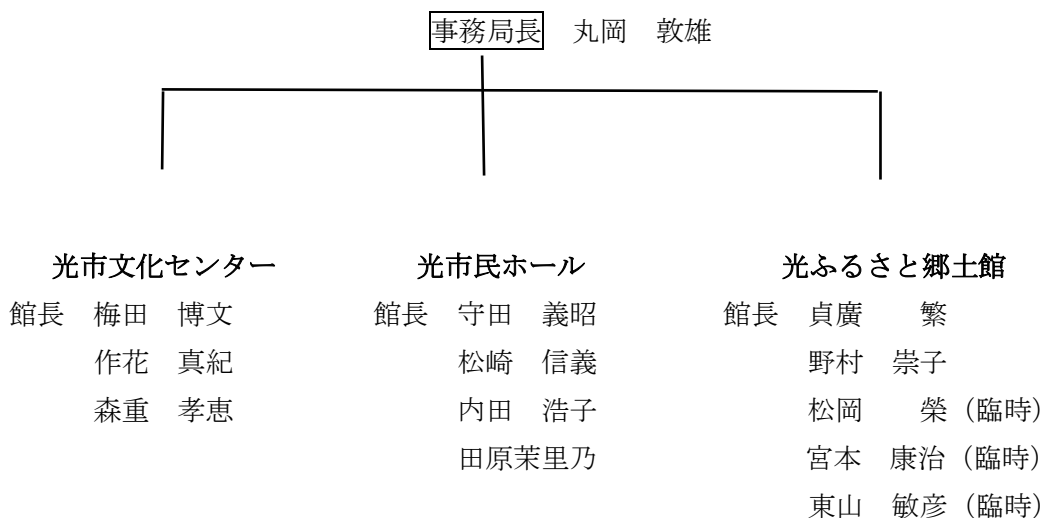 事務局長　丸岡　敦雄
光市文化センター
館長　梅田　博文
作花　真紀
森重　孝恵
光市民ホール
館長　守田　義昭
松崎　信義
内田　浩子
田原茉里乃
光ふるさと郷土館
館長　貞廣　　繁
野村　崇子
松岡　　榮（臨時）
宮本　康治（臨時）
東山　敏彦（臨時）